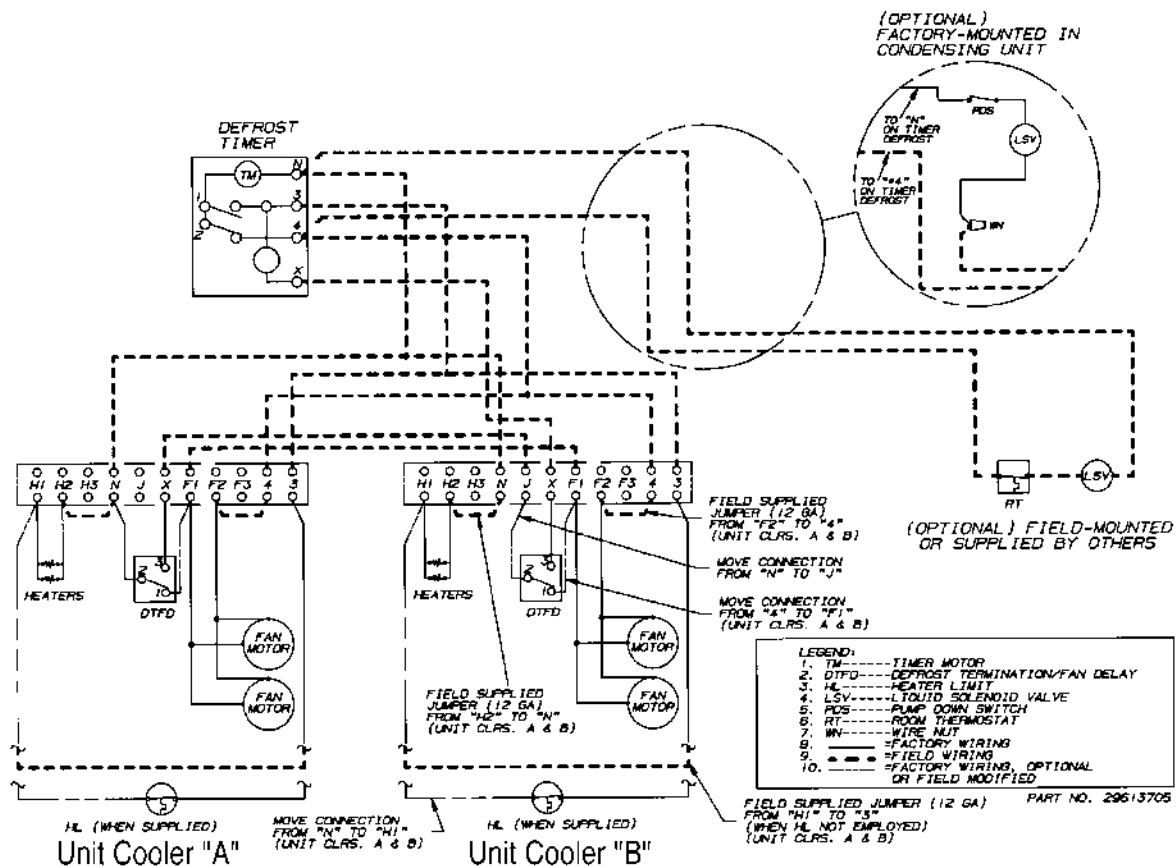 (OPTIONAL)
FACTORY-MOUNTED IN
CONDENSING UNIT
TO "N"
ON TIMER
DEFROST
PDS
LSV
TO "4"
ON TIMER
DEFROST
WN
DEFROST
TIMER
TM
N
1
3
2
4
X
H1 H2 H3 N J X F1 F2 F3 4 3
H1 H2 H3 N J X F1 F2 F3 4 3
HEATERS
2
3
1
DTFD
FAN
MOTOR
FAN
MOTOR
HEATERS
2
3
1
DTFD
FAN
MOTOR
FAN
MOTOR
FIELD SUPPLIED
JUMPER (12 GA)
FROM "F2" TO "4"
(UNIT CLRS. A & B)
MOVE CONNECTION
FROM "N" TO "J"
MOVE CONNECTION
FROM "4" TO "F1"
(UNIT CLRS. A & B)
RT
LSV
(OPTIONAL) FIELD-MOUNTED
OR SUPPLIED BY OTHERS
FIELD SUPPLIED
JUMPER (12 GA)
FROM "H2" TO "N"
(UNIT CLRS. A & B)
LEGEND:
1. TM------TIMER MOTOR
2. DTFD----DEFROST TERMINATION/FAN DELAY
3. HL------HEATER LIMIT
4. LSV-----LIQUID SOLENOID VALVE
5. PDS-----PUMP DOWN SWITCH
6. RT------ROOM THERMOSTAT
7. WN------WIRE NUT
8. =FACTORY WIRING
9. =FIELD WIRING
10. =FACTORY WIRING, OPTIONAL
OR FIELD MODIFIED
PART NO. 29613705
HL (WHEN SUPPLIED)
MOVE CONNECTION
FROM "N" TO "H1"
(UNIT CLRS. A & B)
HL (WHEN SUPPLIED)
FIELD SUPPLIED JUMPER (12 GA)
FROM "H1" TO "3"
(WHEN HL NOT EMPLOYED)
(UNIT CLRS. A & B)
Unit Cooler "A"
Unit Cooler "B"